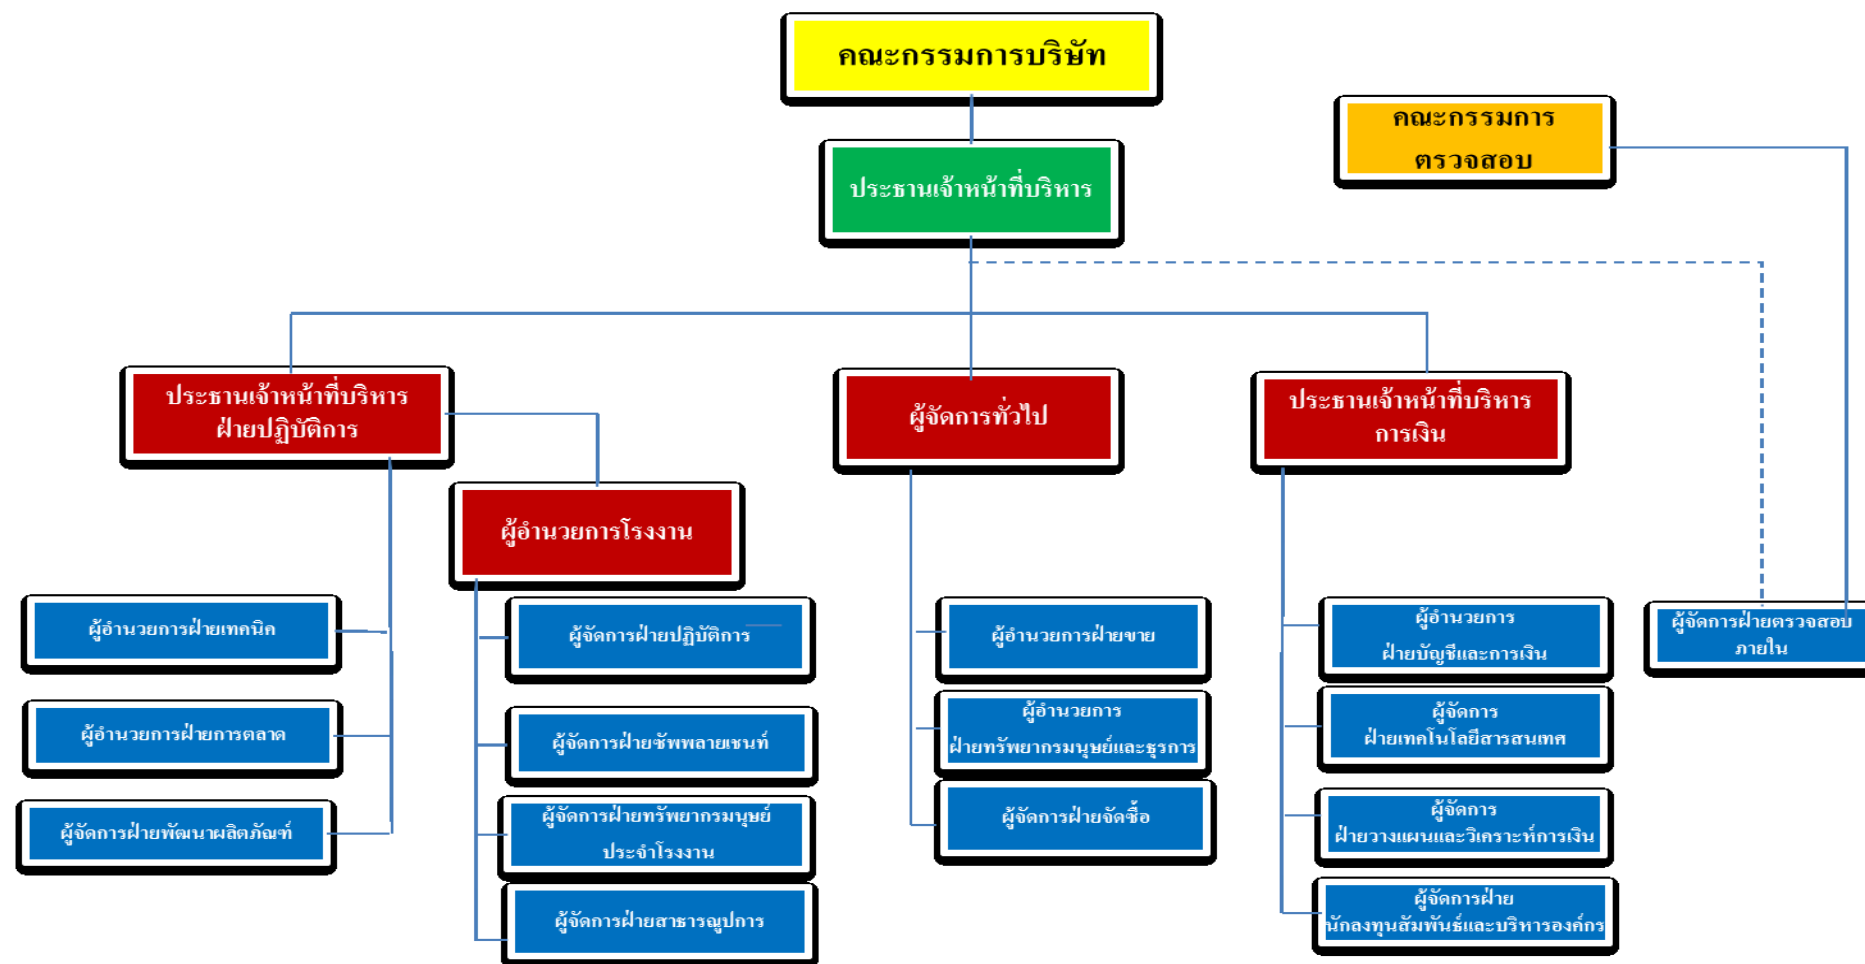 คณะกรรมการบริษัท
คณะกรรมการ
ตรวจสอบ
ประธานเจ้าหน้าที่บริหาร
ประธานเจ้าหน้าที่บริหาร
ฝ่ายปฏิบัติการ
ผู้จัดการทั่วไป
ประธานเจ้าหน้าที่บริหาร
การเงิน
ผู้อำนวยการโรงงาน
ผู้อำนวยการฝ่ายเทคนิค
ผู้อำนวยการฝ่ายการตลาด
ผู้จัดการฝ่ายพัฒนาผลิตภัณฑ์
ผู้จัดการฝ่ายปฏิบัติการ
ผู้จัดการฝ่ายซัพพลายเชนท์
ผู้จัดการฝ่ายทรัพยากรมนุษย์
ประจำโรงงาน
ผู้จัดการฝ่ายสาธารณูปการ
ผู้อำนวยการฝ่ายขาย
ผู้อำนวยการ
ฝ่ายทรัพยากรมนุษย์และธุรการ
ผู้จัดการฝ่ายจัดซื้อ
ผู้อำนวยการ
ฝ่ายบัญชีและการเงิน
ผู้จัดการ
ฝ่ายเทคโนโลยีสารสนเทศ
ผู้จัดการ
ฝ่ายวางแผนและวิเคราะห์การเงิน
ผู้จัดการฝ่าย
นักลงทุนสัมพันธ์และบริหารองค์กร
ผู้จัดการฝ่ายตรวจสอบ
ภายใน